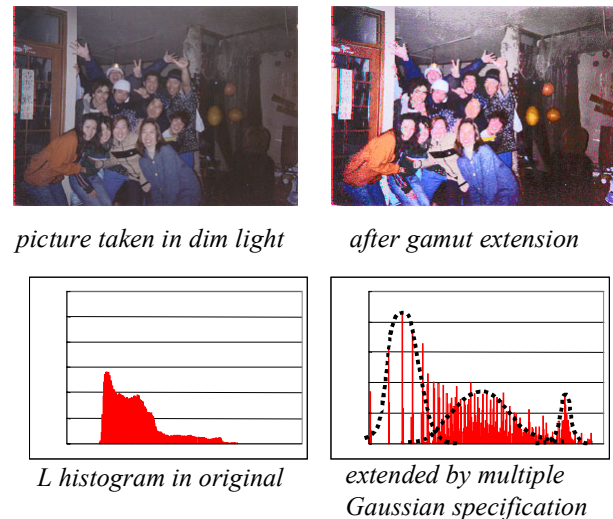 picture taken in dim light
after gamut extension
L histogram in original
extended by multiple
Gaussian specification